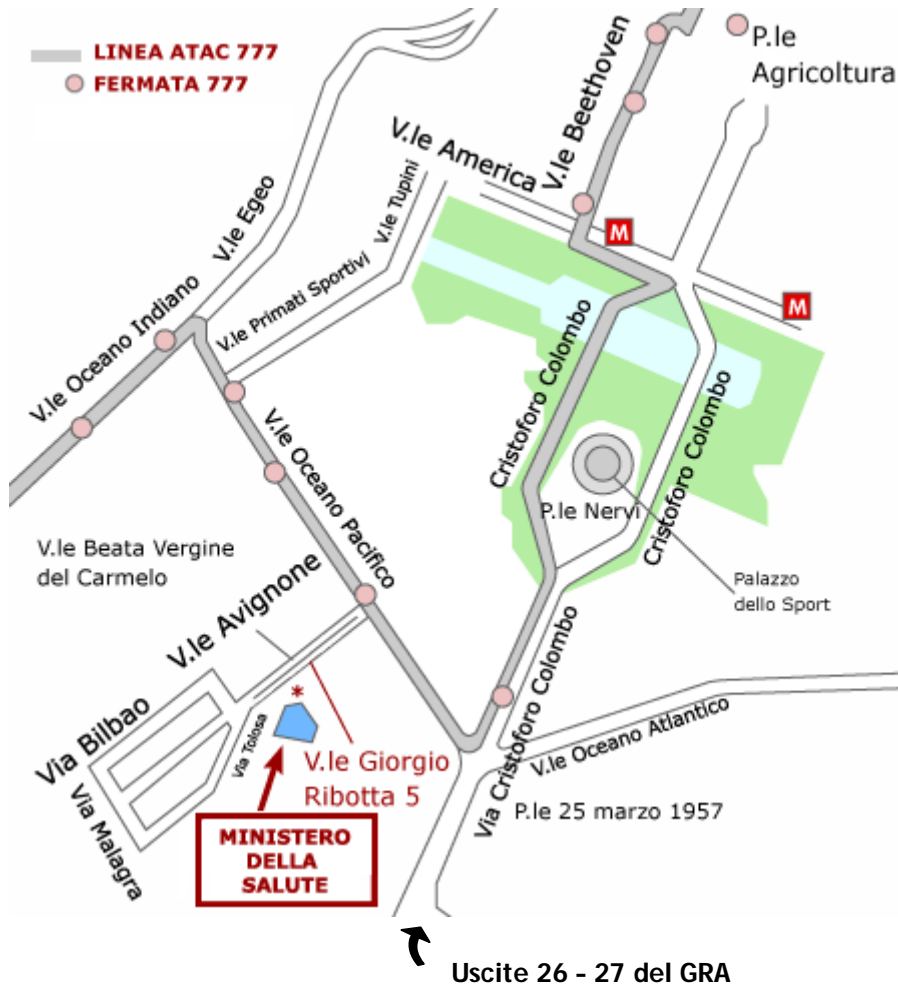 LINEA ATAC 777
FERMATA 777
P.le
Agricoltura
V.le Beethoven
V.le America
V.le Tupini
V.le Egeo
V.le Primati Sportivi
V.le Oceano Indiano
M
M
Cristoforo Colombo
Cristoforo Colombo
V.le Oceano Pacifico
P.le Nervi
Palazzo
dello Sport
V.le Beata Vergine
del Carmelo
V.le Avignone
Via Cristoforo Colombo
V.le Oceano Atlantico
Via Bilbao
Via Tolosa
*
V.le Giorgio
Ribotta 5
Via Malagra
P.le 25 marzo 1957
MINISTERO
DELLA
SALUTE
Uscite 26 - 27 del GRA